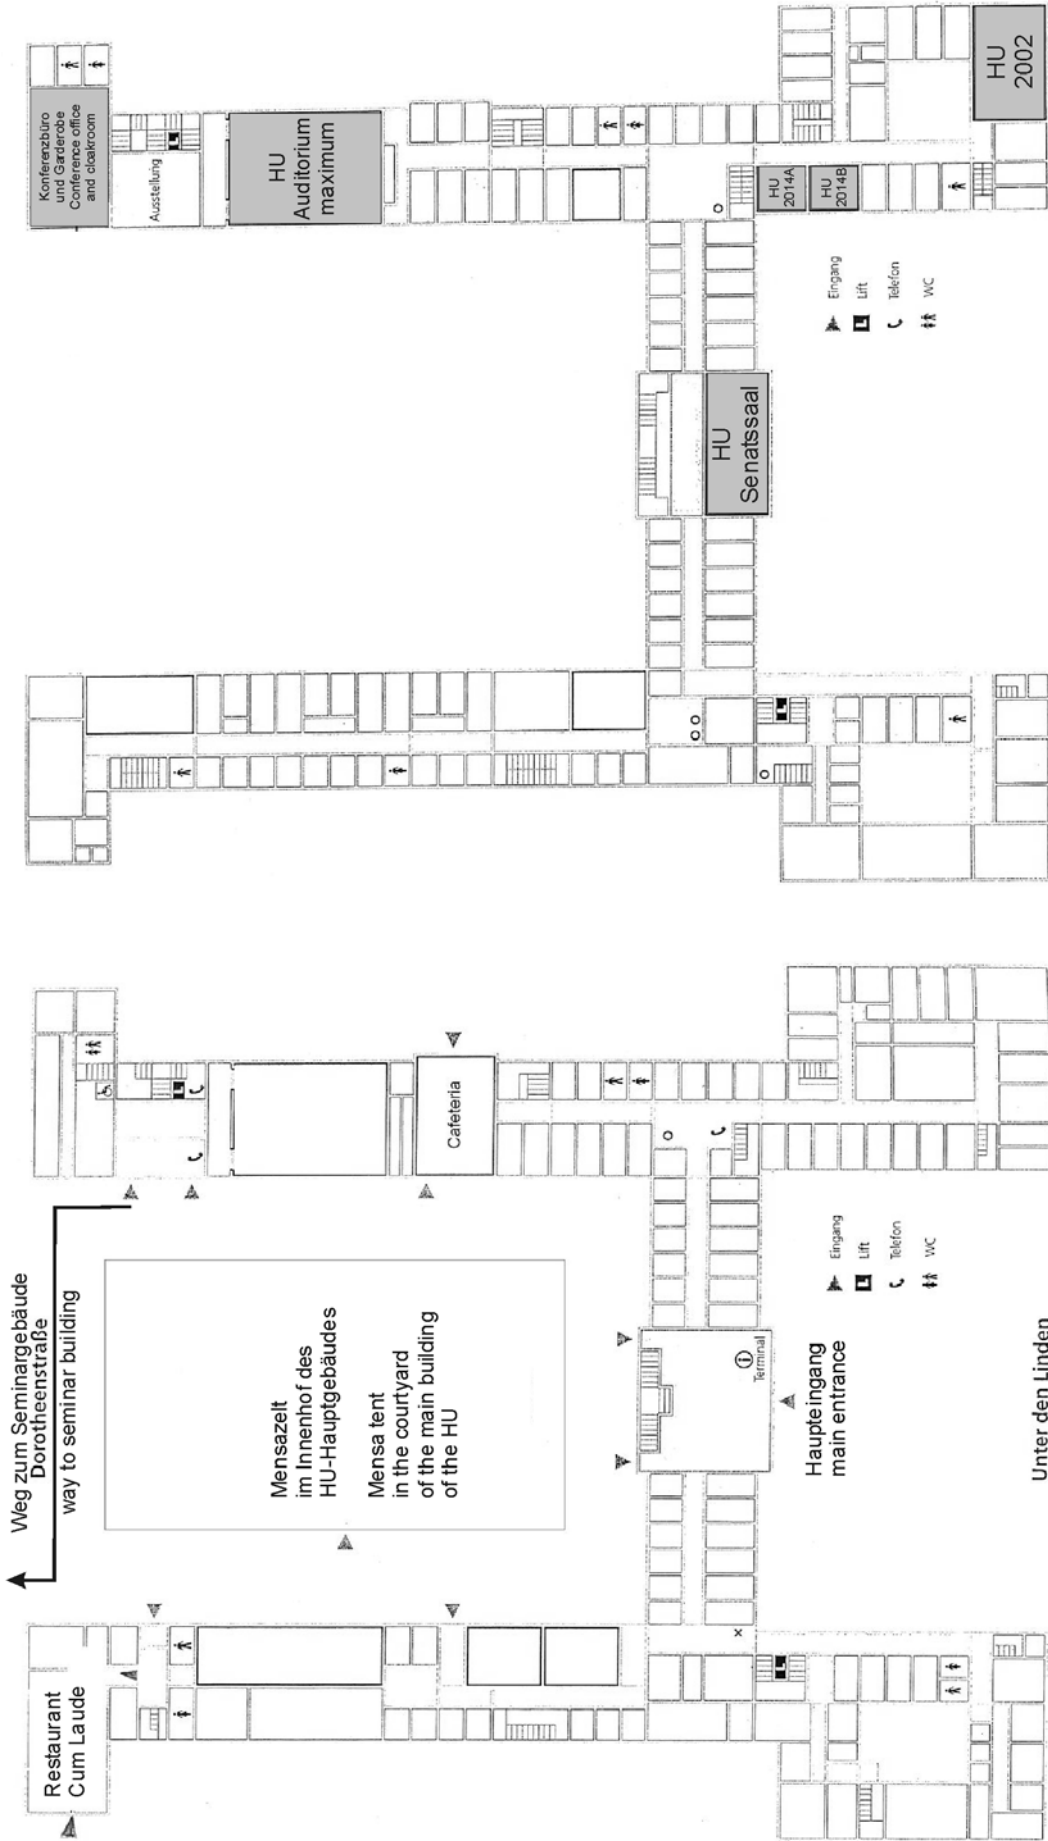 Konferenzbüro
und Garderobe
Conference office
and cloakroom
Ausstellung
HU
Auditorium
maximum
HU
2002
HU
2014A
HU
2014B
HU
Senatssaal
Eingang
Lift
Telefon
WC
Weg zum Seminargebäude
Dorotheenstraße
way to seminar building
Cafeteria
Mensazelt
im Innenhof des
HU-Hauptgebäudes
Mensa tent
in the courtyard
of the main building
of the HU
Terminal
Eingang
Lift
Telefon
WC
Haupteingang
main entrance
Restaurant
Cum Laude
Unter den Linden